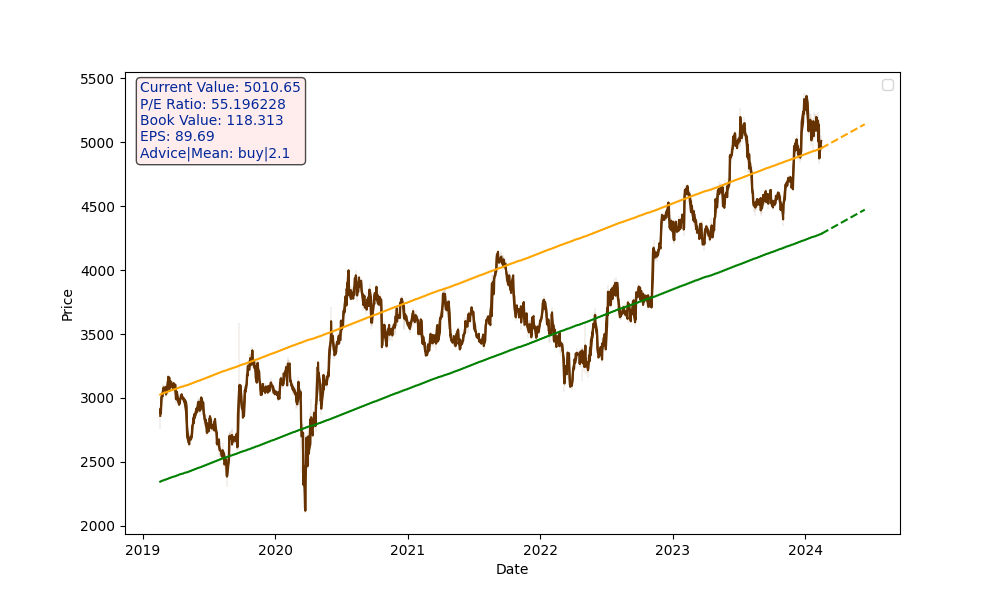 Current Value: 5010.65
P/E Ratio: 55.196228
Book Value: 118.313
EPS: 89.69
Advice|Mean: buy|2.1
5500
5000
4500
4000
3500
3000
2500
2000
Price
2019
2020
2021
2022
2023
2024
Date